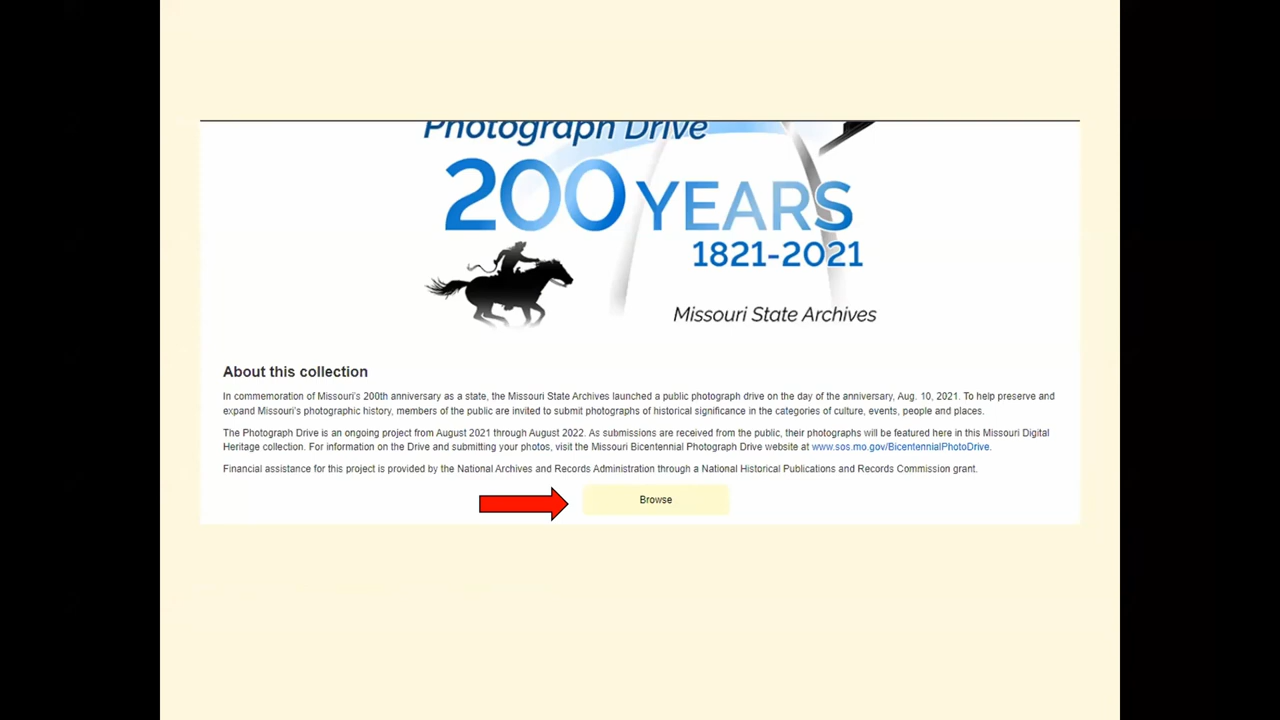 Photograph Drive
200 YEARS
1821-2021
Missouri State Archives
About this collection
In commemoration of Missouri's 200th anniversary as a state, the Missouri State Archives launched a public photograph drive on the day of the anniversary, Aug. 10, 2021. To help preserve and
expand Missouri's photographic history, members of the public are invited to submit photographs of historical significance in the categories of culture, events, people and places.
The Photograph Drive is an ongoing project from August 2021 through August 2022. As submissions are received from the public, their photographs will be featured here in this Missouri Digital
Heritage collection. For information on the Drive and submitting your photos, visit the Missouri Bicentennial Photograph Drive website at www.sos.mo.gov/BicentennialPhotoDrive.
Financial assistance for this project is provided by the National Archives and Records Administration through a National Historical Publications and Records Commission grant.
Browse